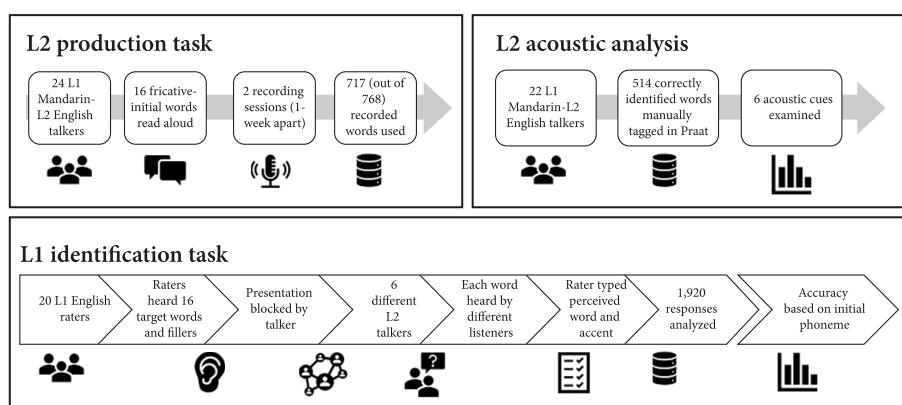 L2 production task
24 L1
Mandarin-
L2 English
talkers
16 fricative-
initial words
read aloud
2 recording
sessions (1-
week apart)
717 (out of
768)
recorded
words used
L2 acoustic analysis
22 L1
Mandarin-L2
English talkers
514 correctly
identified words
manually
tagged in Praat
6 acoustic cues
examined
L1 identification task
20 L1 English
raters
Raters
heard 16
target words
and fillers
Presentation
blocked by
talker
6
different
L2
talkers
Each word
heard by
different
listeners
Rater typed
perceived
word and
accent
1,920
responses
analyzed
Accuracy
based on initial
phoneme
?